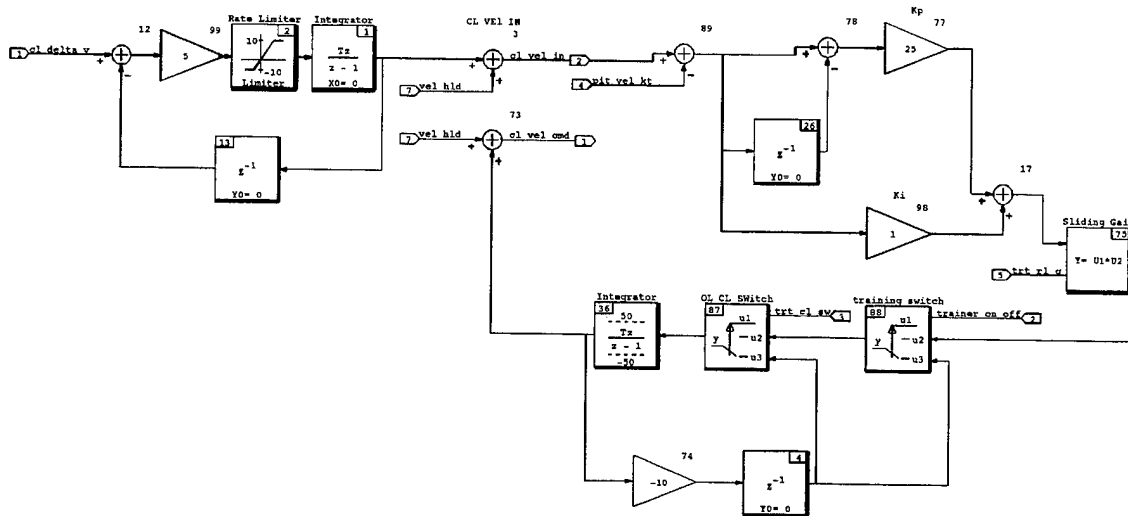 12
99
Rate Limiter
Integrator
CL VEl IN
3
89
78
Kp
77
1
cl delta v
5
2
10
-10
Limiter
1
Tz
z - 1
X0= 0
cl vel in
2
25
7
vel hld
4
pit vel kt
73
7
vel hld
cl vel cmd
1
13
z-1
Y0= 0
26
z-1
Y0= 0
17
Ki
98
1
Sliding Gai
75
Y= U1*U2
5
Integrator
OL CL SWitch
training switch
36
50
Tz
z - 1
-50
87
u1
u2
u3
y
trt cl sw
3
88
u1
u2
u3
y
trainer on off
2
74
-10
4
z-1
Y0= 0